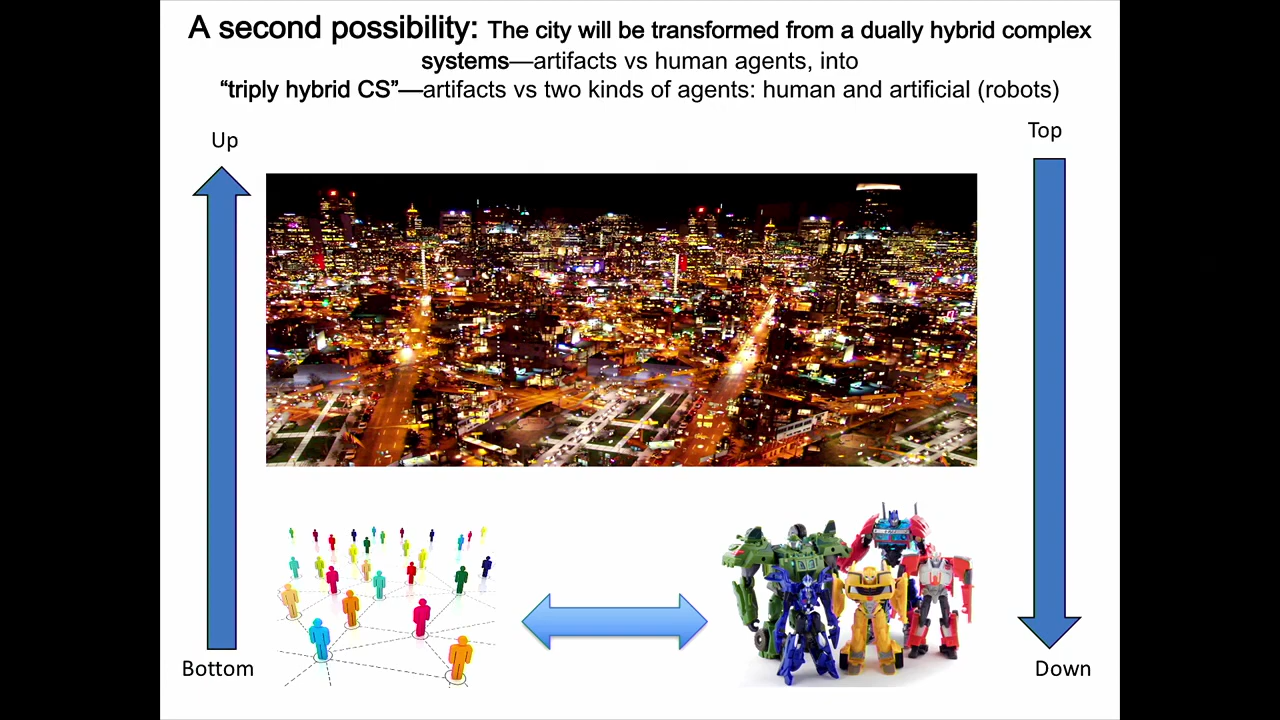 A second possibility: The city will be transformed from a dually hybrid complex
systems—artifacts vs human agents, into
“triply hybrid CS”—artifacts vs two kinds of agents: human and artificial (robots)
Up
Top
Bottom
Down